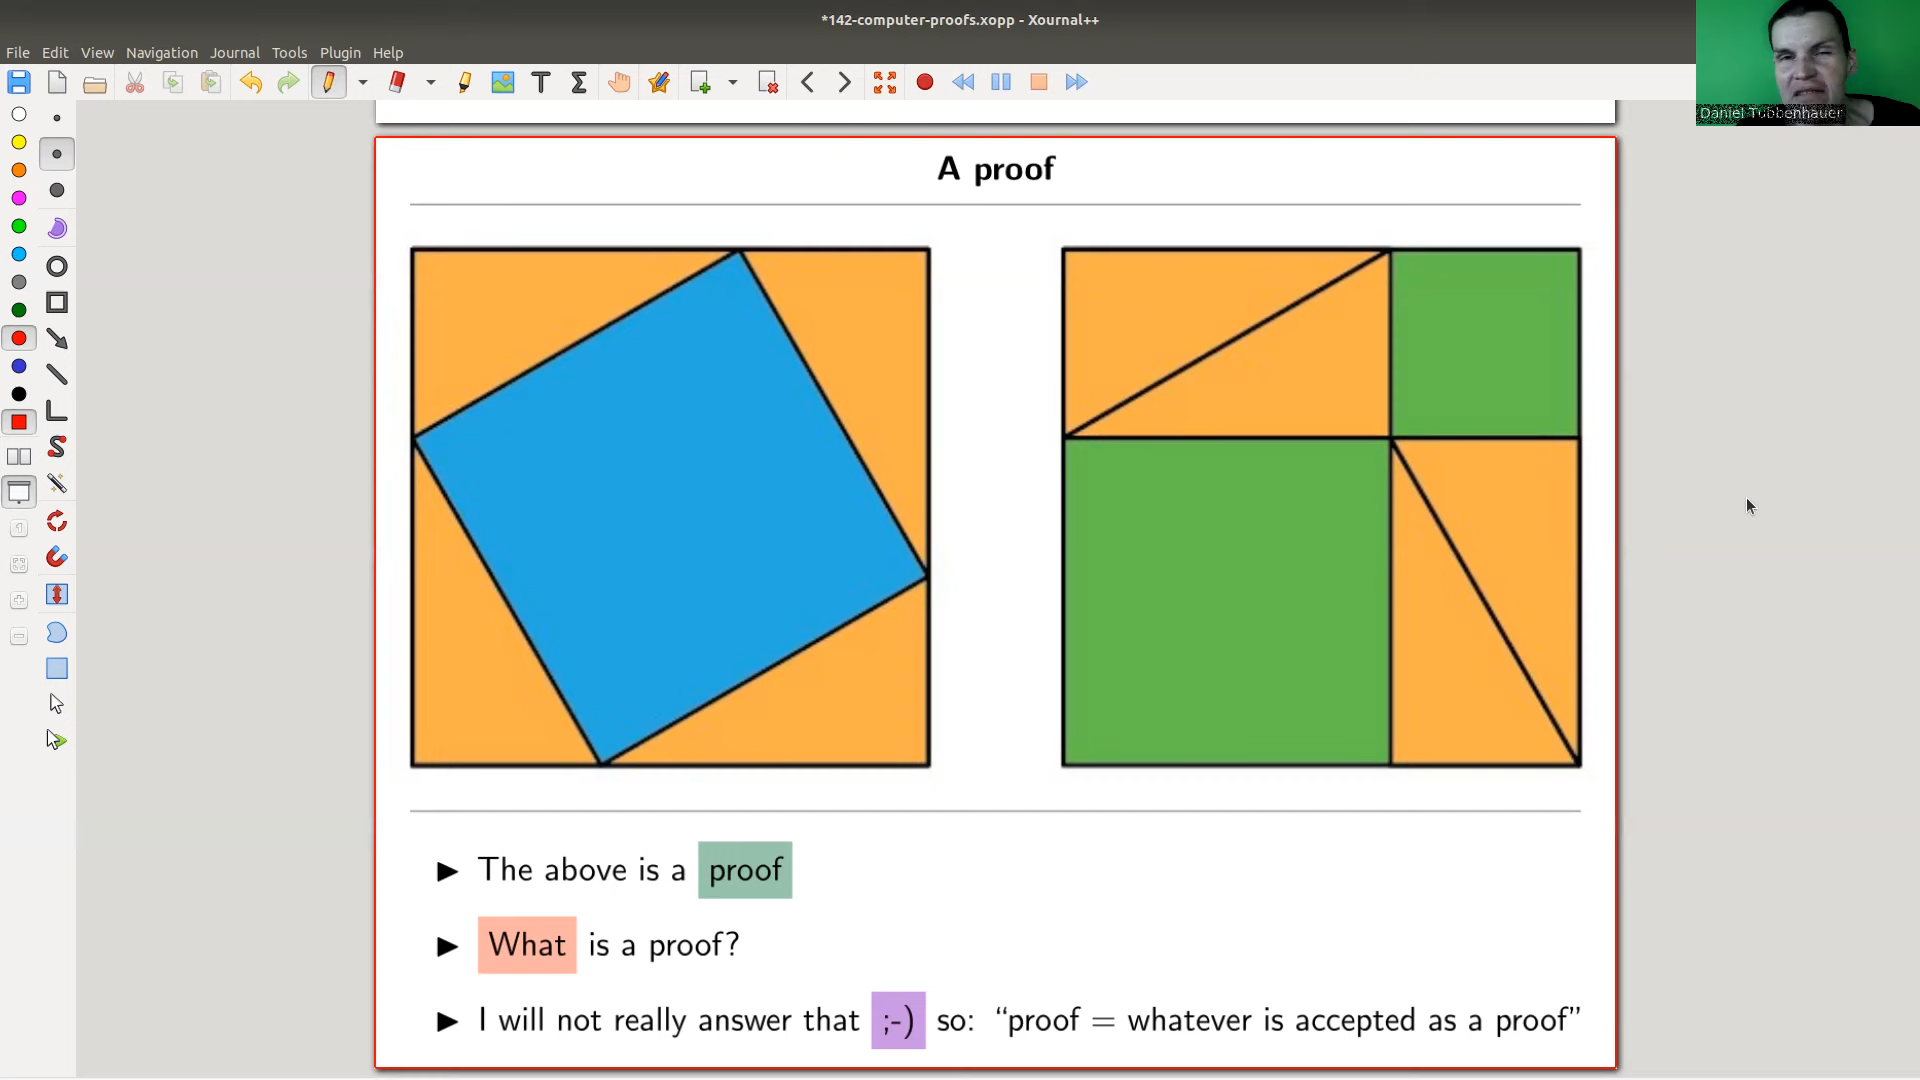 *142-computer-proofs.xopp - Xournal++
File Edit View Navigation Journal Tools Plugin Help
Daniel Tubbenhauer
A proof
► The above is a proof
► What is a proof?
► I will not really answer that ;-) so: “proof = whatever is accepted as a proof”